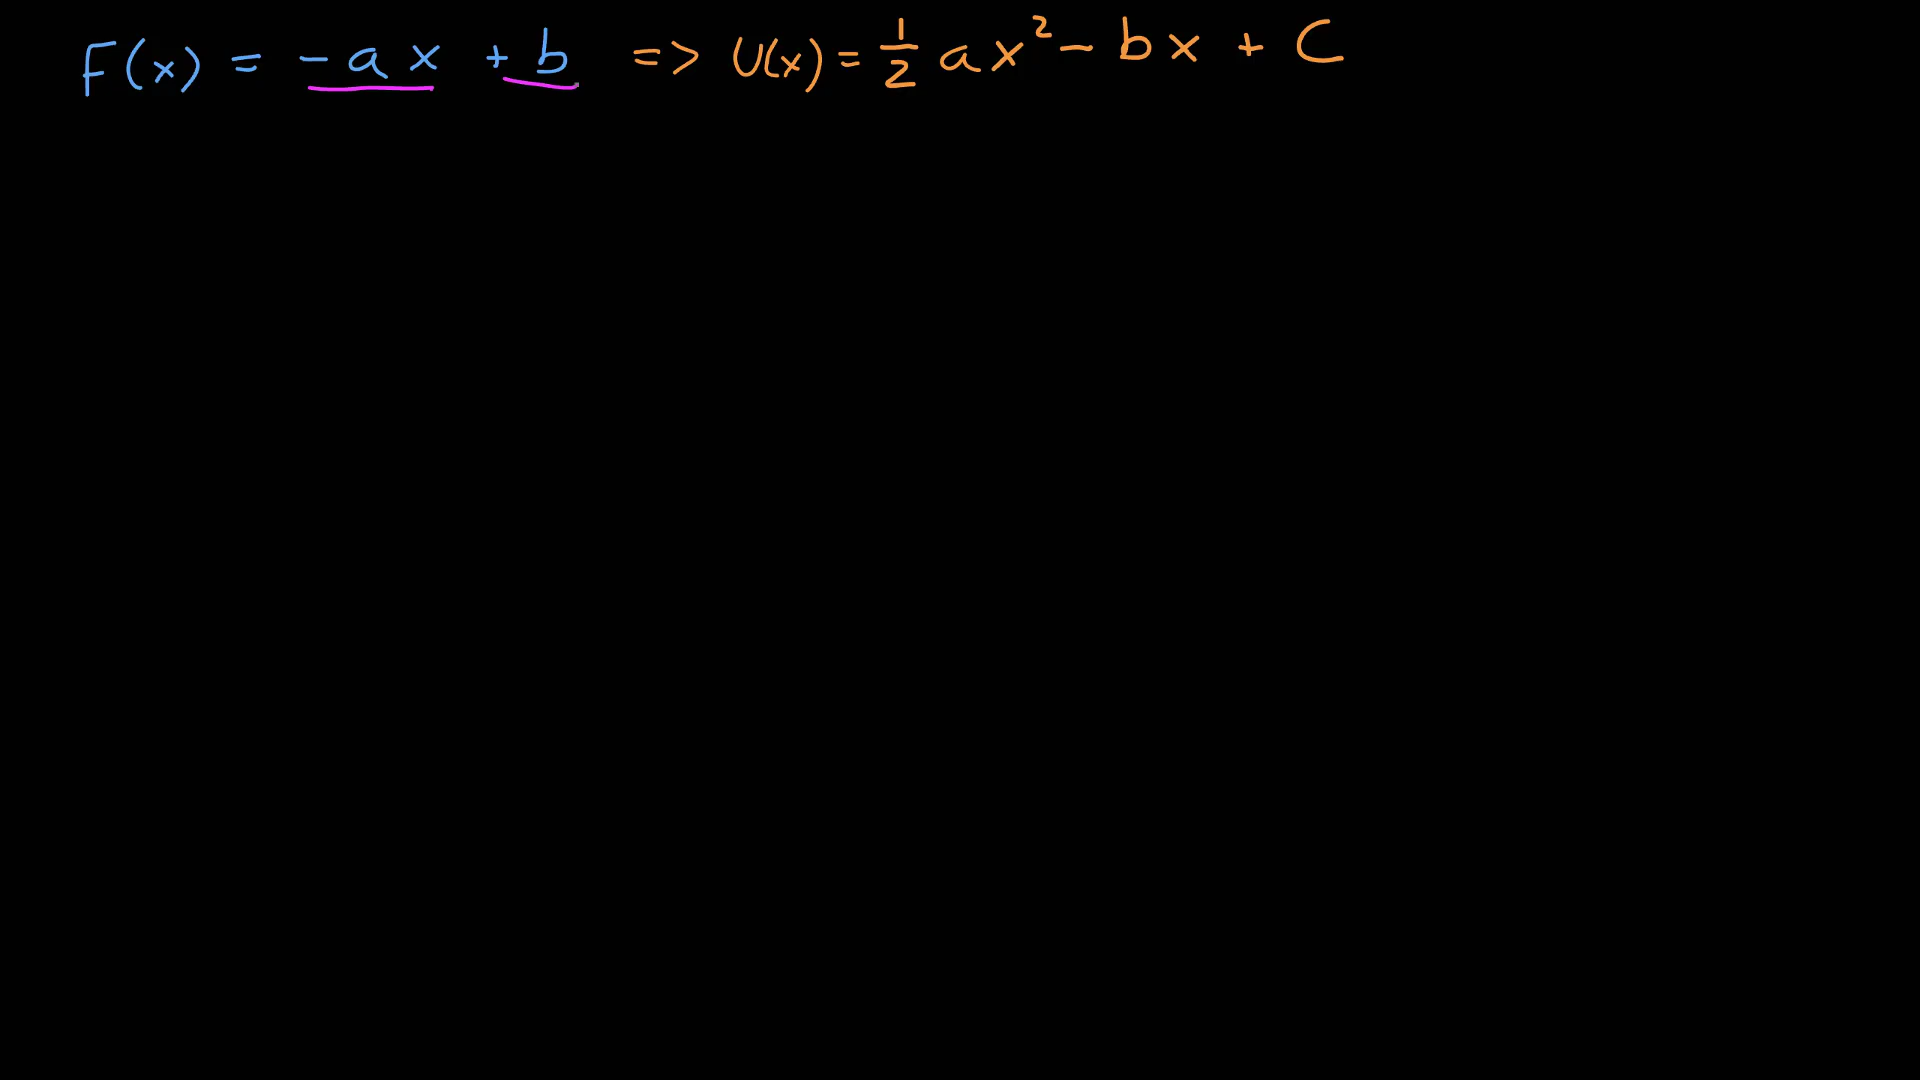 F(x) = -ax + b => U(x) = 1/2 ax² - bx + C